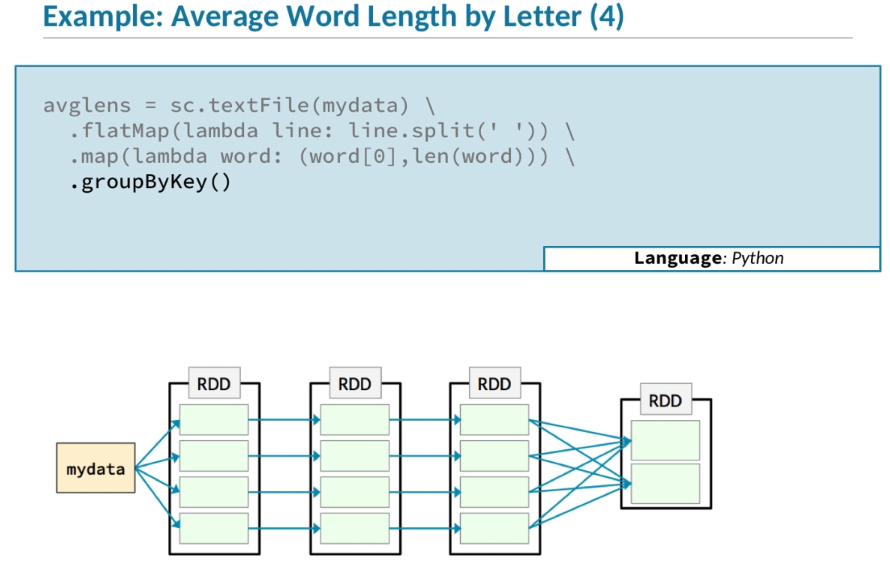 Example: Average Word Length by Letter (4)
avglens = sc.textFile(mydata) \
.flatMap(lambda line: line.split(' ')) \
.map(lambda word: (word[0],len(word))) \
.groupByKey()
Language: Python
RDD
RDD
RDD
RDD
mydata